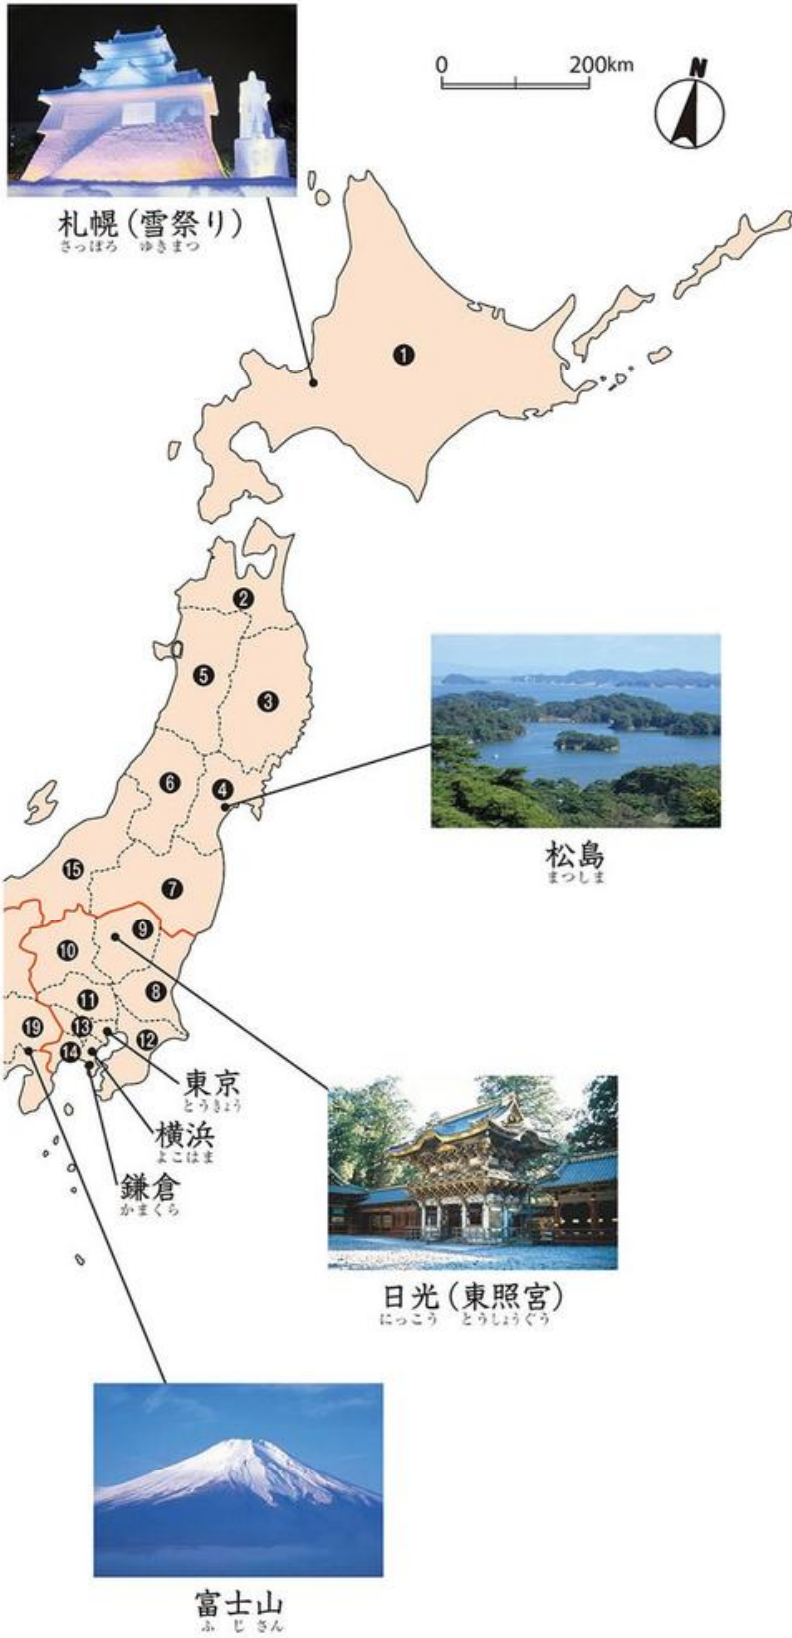 0 200km
N
札幌(雪祭り)
さっぽろ ゆきまつ
1
2
5
3
6
4
松島
まつしま
15
7
9
10
8
11
19
13
12
14
東京
とうきょう
横浜
よこはま
鎌倉
かまくら
日光(東照宮)
にっこう とうしょうぐう
富士山
ふじさん